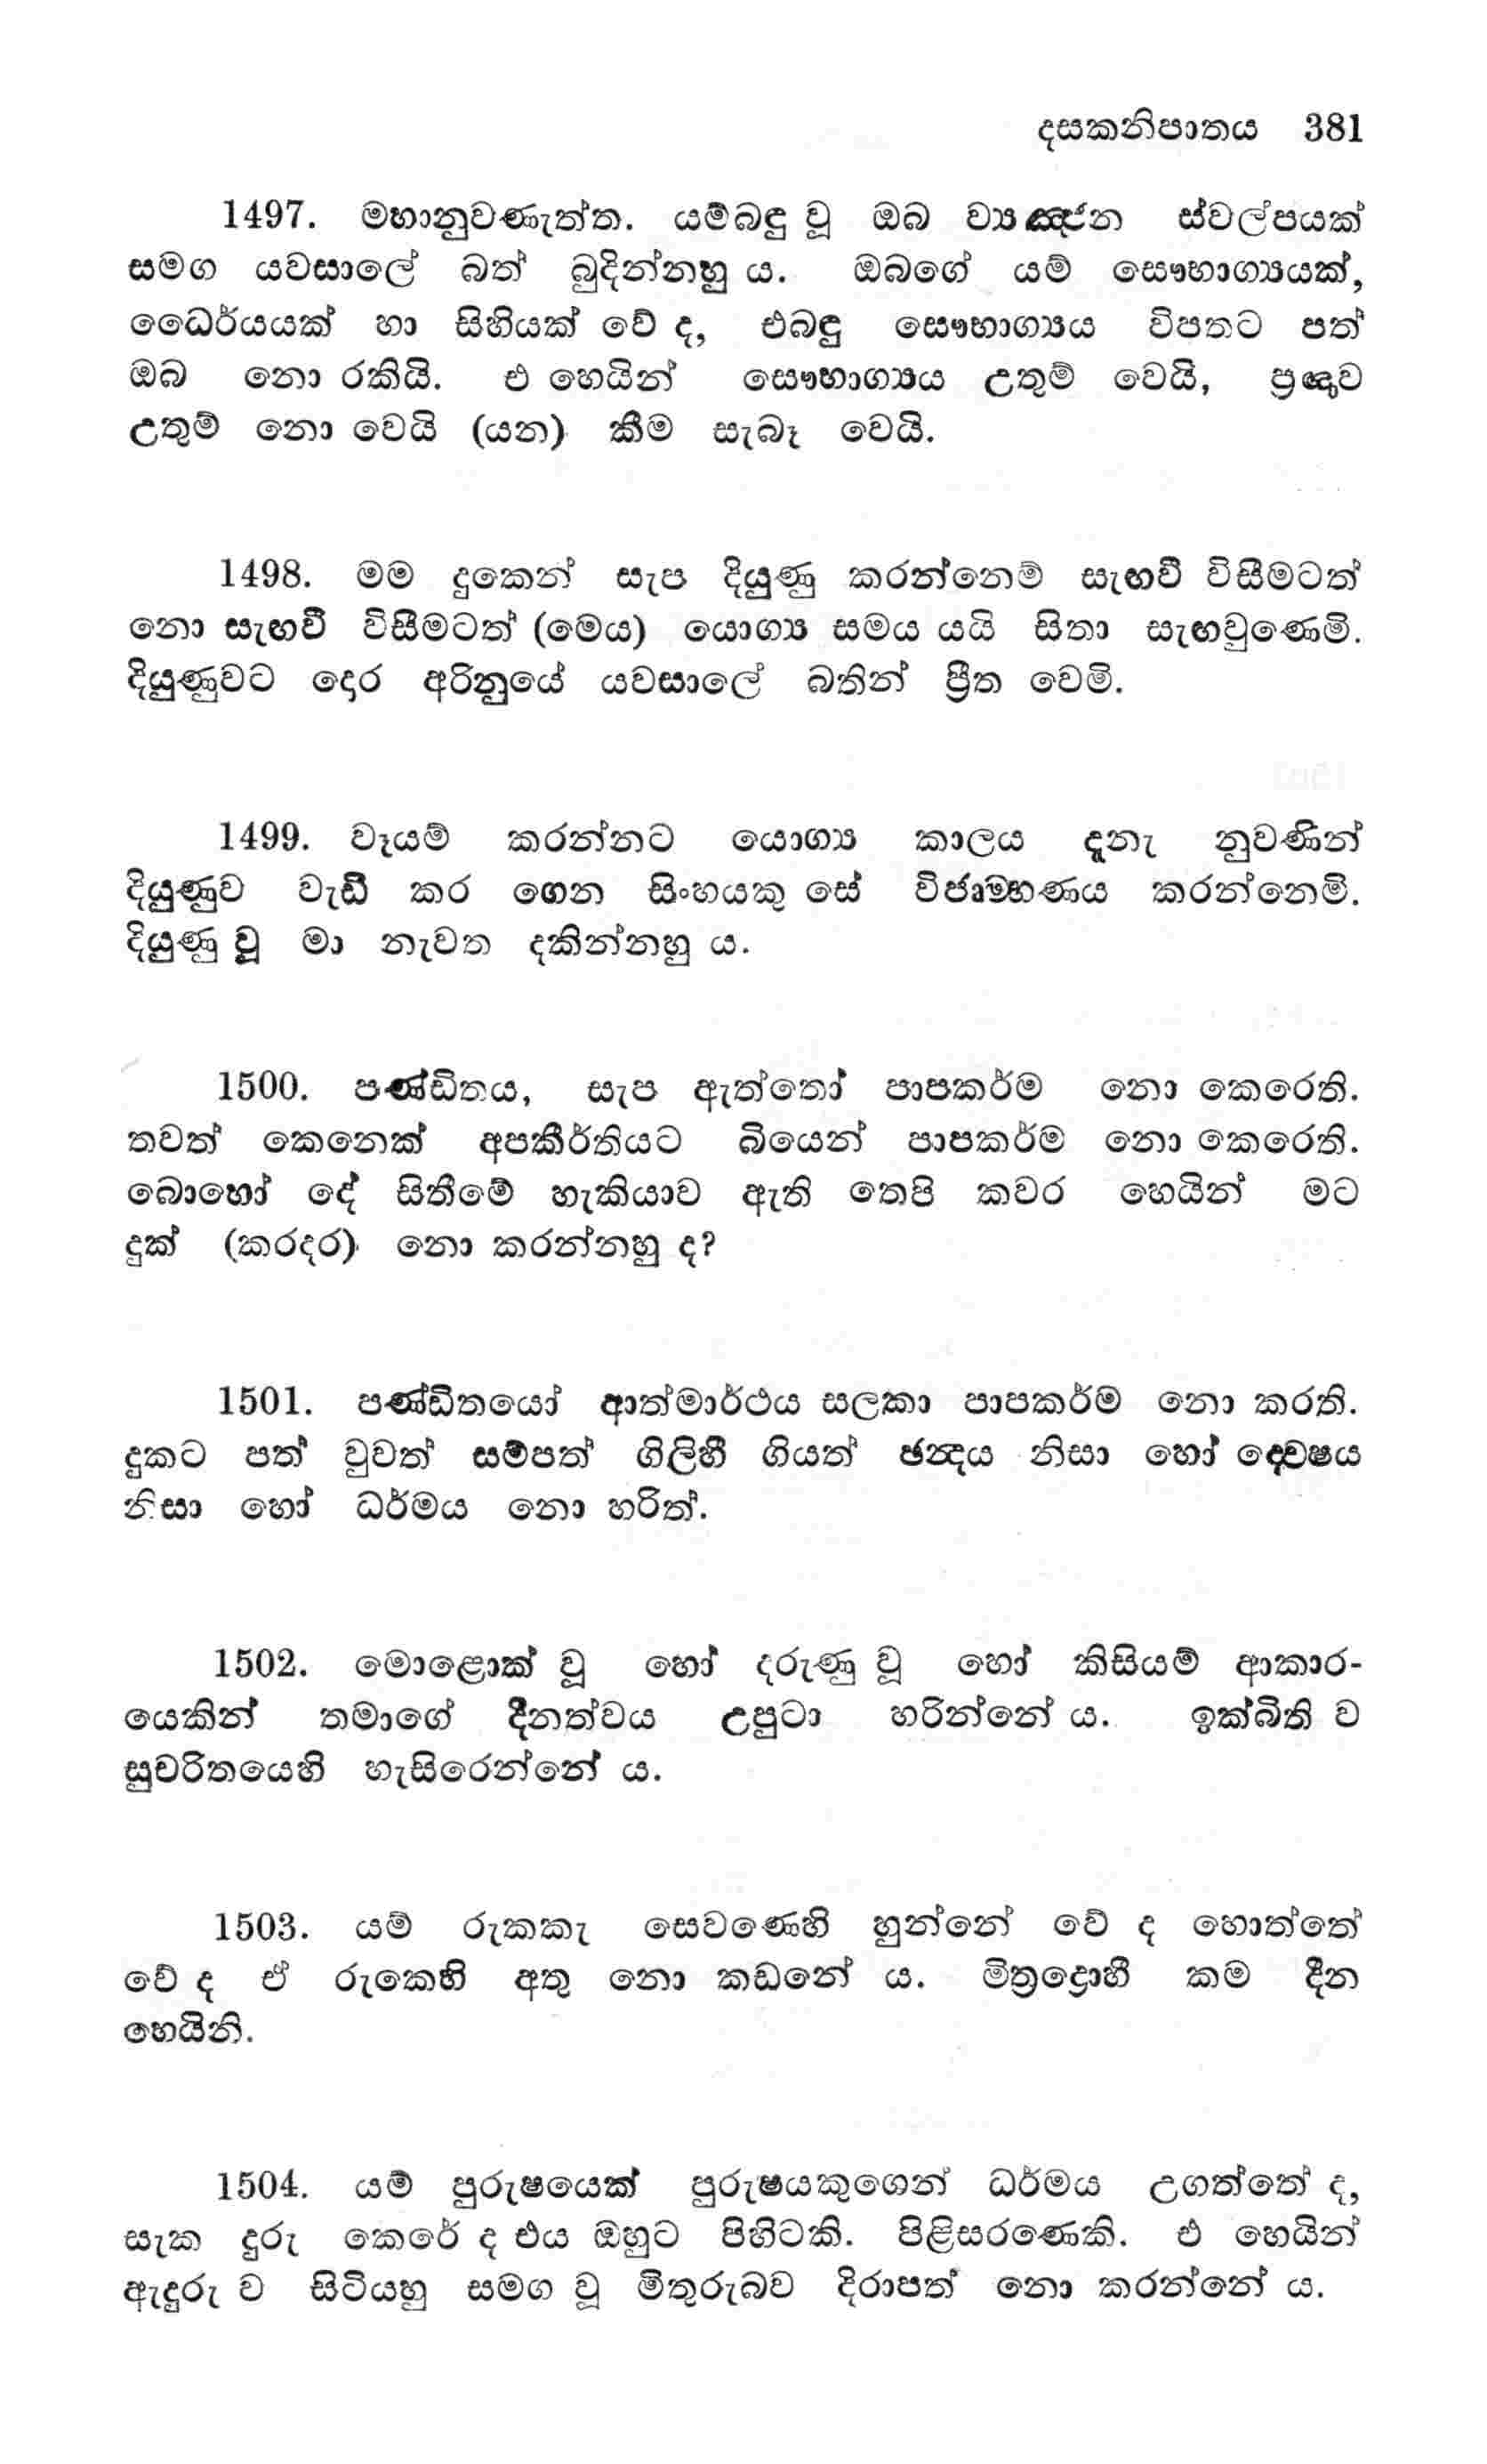 දසකනිපාතය 381
1497. මහානුවණැත්ත. යම්බඳු වූ ඔබ ව්‍යඤ්ජන ස්වල්පයක්
සමග යවසාලේ බත් බුදින්නහු ය. ඔබගේ යම් සෞභාග්‍යයක්,
ධෛර්යයක් හා සිහියක් වේ ද, එබඳු සෞභාග්‍යය විපතට පත්
ඔබ නො රකියි. එ හෙයින් සෞභාග්‍යය උතුම් වෙයි, ප්‍රඥාව
උතුම් නො වෙයි (යන) කීම සැබෑ වෙයි.
1498. මම දුකෙන් සැප දියුණු කරන්නෙම් සැඟවී විසීමටත්
නො සැඟවී විසීමටත් (මෙය) යොග්‍ය සමය යයි සිතා සැඟවුණෙමි.
දියුණුවට දොර අරිනුයේ යවසාලේ බතින් ප්‍රීත වෙමි.
1499. වෑයම් කරන්නට යොග්‍ය කාලය දැනැ නුවණින්
දියුණුව වැඩී කර ගෙන සිංහයකු සේ විජෘම්භණය කරන්නෙමි.
දියුණු වූ මා නැවත දකින්නහු ය.
1500. පණ්ඩිතය, සැප ඇත්තෝ පාපකර්ම නො කෙරෙති.
තවත් කෙනෙක් අපකීර්තියට බියෙන් පාපකර්ම නො කෙරෙති.
බොහෝ දේ සිතීමේ හැකියාව ඇති තෙපි කවර හෙයින් මට
දුක් (කරදර) නො කරන්නහු ද?
1501. පණ්ඩිතයෝ ආත්මාර්ථය සලකා පාපකර්ම නො කරති.
දුකට පත් වුවත් සම්පත් ගිලිහී ගියත් ඡන්‍දය නිසා හෝ ද්‍වෙෂය
නිසා හෝ ධර්මය නො හරිත්.
1502. මොළොක් වූ හෝ දරුණු වූ හෝ කිසියම් ආකාර-
යෙකින් තමාගේ දීනත්වය උපුටා හරින්නේ ය. ඉක්බිති ව
සුචරිතයෙහි හැසිරෙන්නේ ය.
1503. යම් රුකකැ සෙවණෙහි හුන්නේ වේ ද හොත්තේ
වේ ද ඒ රුකෙහි අතු නො කඩනේ ය. මිත්‍රද්‍රොහී කම දීන
හෙයිනි.
1504. යම් පුරුෂයෙක් පුරුෂයකුගෙන් ධර්මය උගත්තේ ද,
සැක දුරු කෙරේ ද එය ඔහුට පිහිටකි. පිළිසරණෙකි. එ හෙයින්
ඇදුරු ව සිටියහු සමග වූ මිතුරුබව දිරාපත් නො කරන්නේ ය.